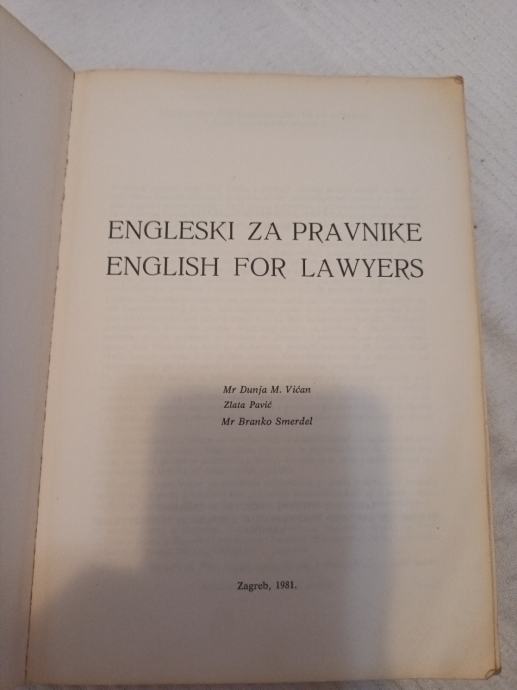 ENGLESKI ZA PRAVNIKE
ENGLISH FOR LAWYERS
Mr Dunja M. Vićan
Zlata Pavić
Mr Branko Smerdel
Zagreb, 1981.